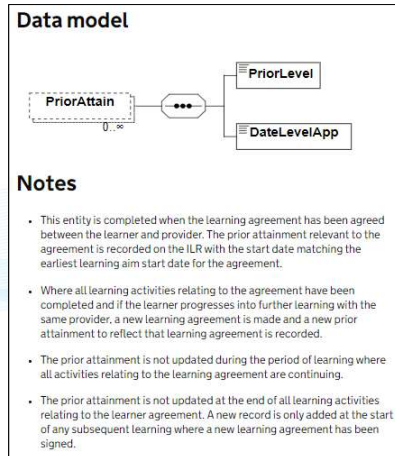 Data model
PriorLevel
PriorAttain
0..∞
DateLevelApp
Notes
• This entity is completed when the learning agreement has been agreed
between the learner and provider. The prior attainment relevant to the
agreement is recorded on the ILR with the start date matching the
earliest learning aim start date for the agreement.
• Where all learning activities relating to the agreement have been
completed and if the learner progresses into further learning with the
same provider, a new learning agreement is made and a new prior
attainment to reflect that learning agreement is recorded.
• The prior attainment is not updated during the period of learning where
all activities relating to the learning agreement are continuing.
• The prior attainment is not updated at the end of all learning activities
relating to the learner agreement. A new record is only added at the start
of any subsequent learning where a new learning agreement has been
signed.